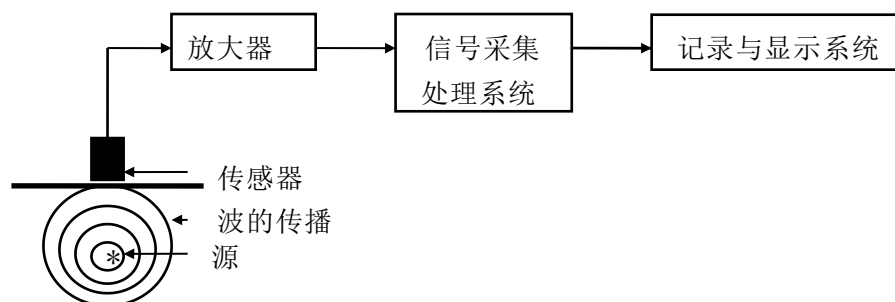 放大器
信号采集
处理系统
记录与显示系统
传感器
波的传播
源
*